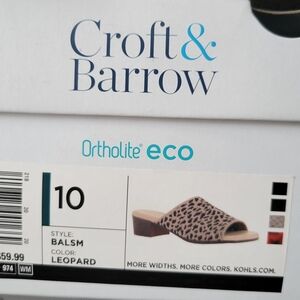 Croft&
Barrow
Ortholite® eco
10
STYLE:
BALSM
COLOR:
LEOPARD
$59.99
974 WM
MORE WIDTHS. MORE COLORS. KOHLS.COM.